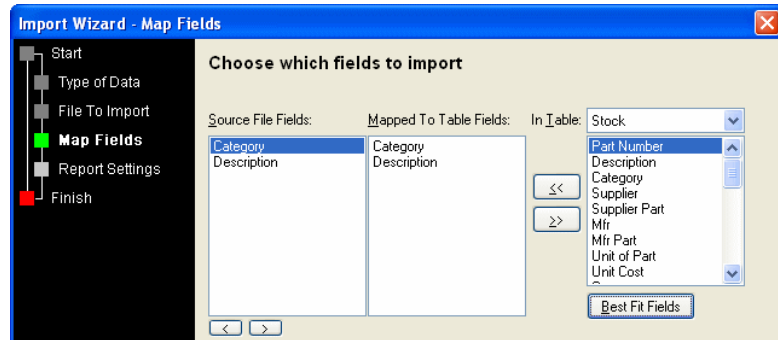 Import Wizard - Map Fields
Start
Type of Data
File To Import
Map Fields
Report Settings
Finish
Choose which fields to import
Source File Fields:
Category
Description
<
>
Mapped To Table Fields:
Category
Description
<<
>>
In Table:
Stock
Part Number
Description
Category
Supplier
Supplier Part
Mfr
Mfr Part
Unit of Part
Unit Cost
Best Fit Fields